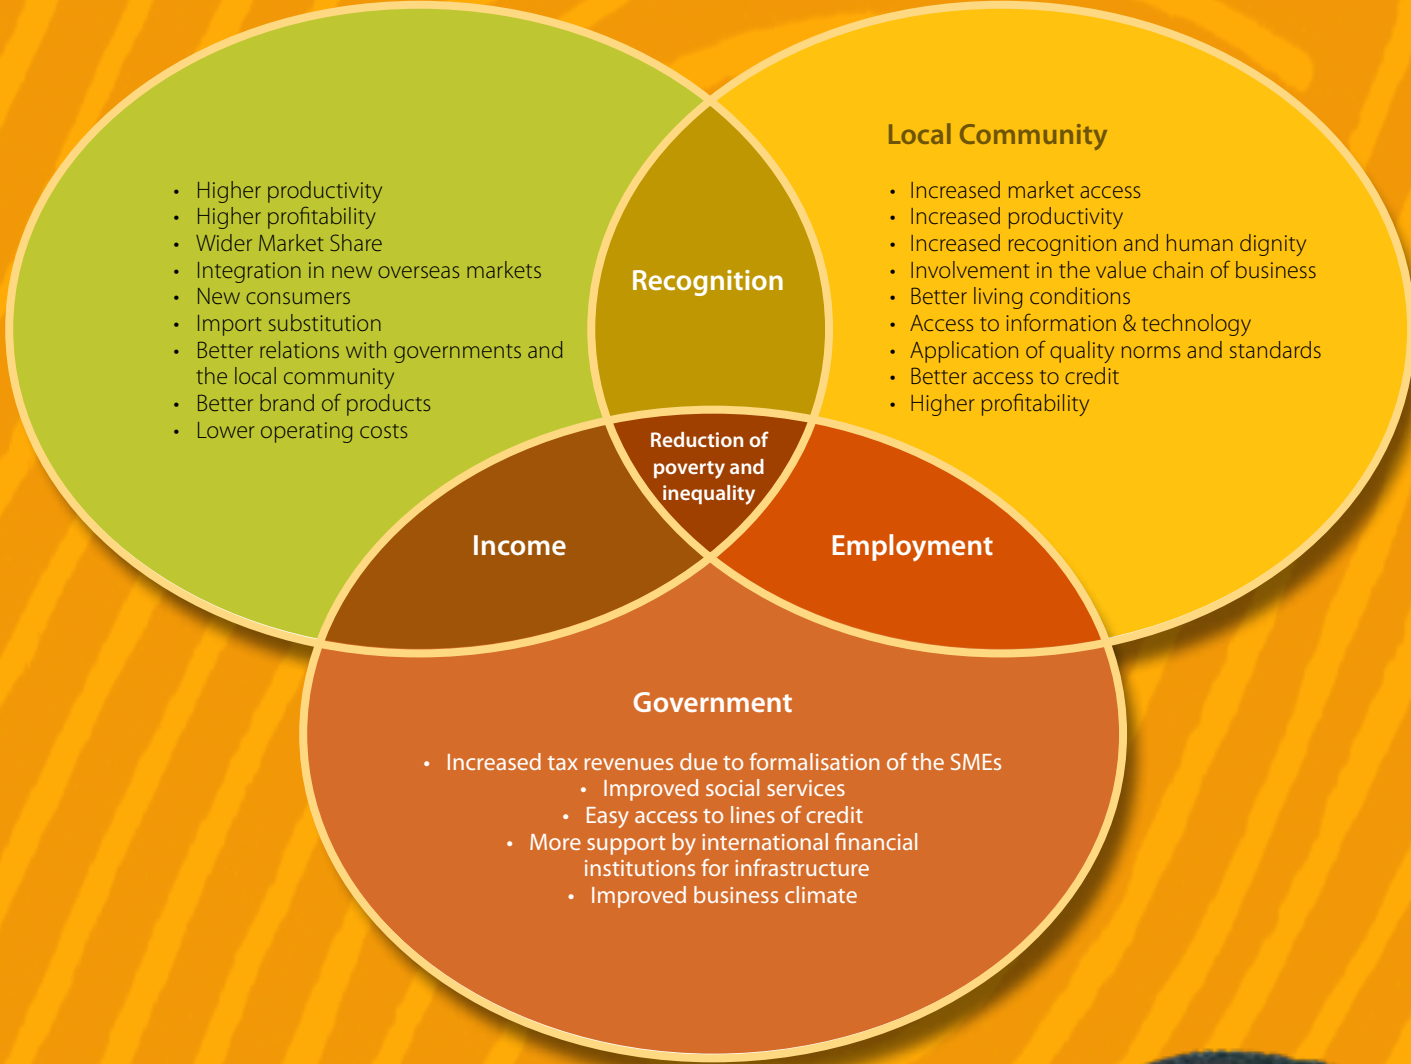 • Higher productivity
• Higher profitability
• Wider Market Share
• Integration in new overseas markets
• New consumers
• Import substitution
• Better relations with governments and
the local community
• Better brand of products
• Lower operating costs
Recognition
Local Community
• Increased market access
• Increased productivity
• Increased recognition and human dignity
• Involvement in the value chain of business
• Better living conditions
• Access to information & technology
• Application of quality norms and standards
• Better access to credit
• Higher profitability
Reduction of
poverty and
inequality
Income
Employment
Government
• Increased tax revenues due to formalisation of the SMEs
• Improved social services
• Easy access to lines of credit
• More support by international financial
institutions for infrastructure
• Improved business climate